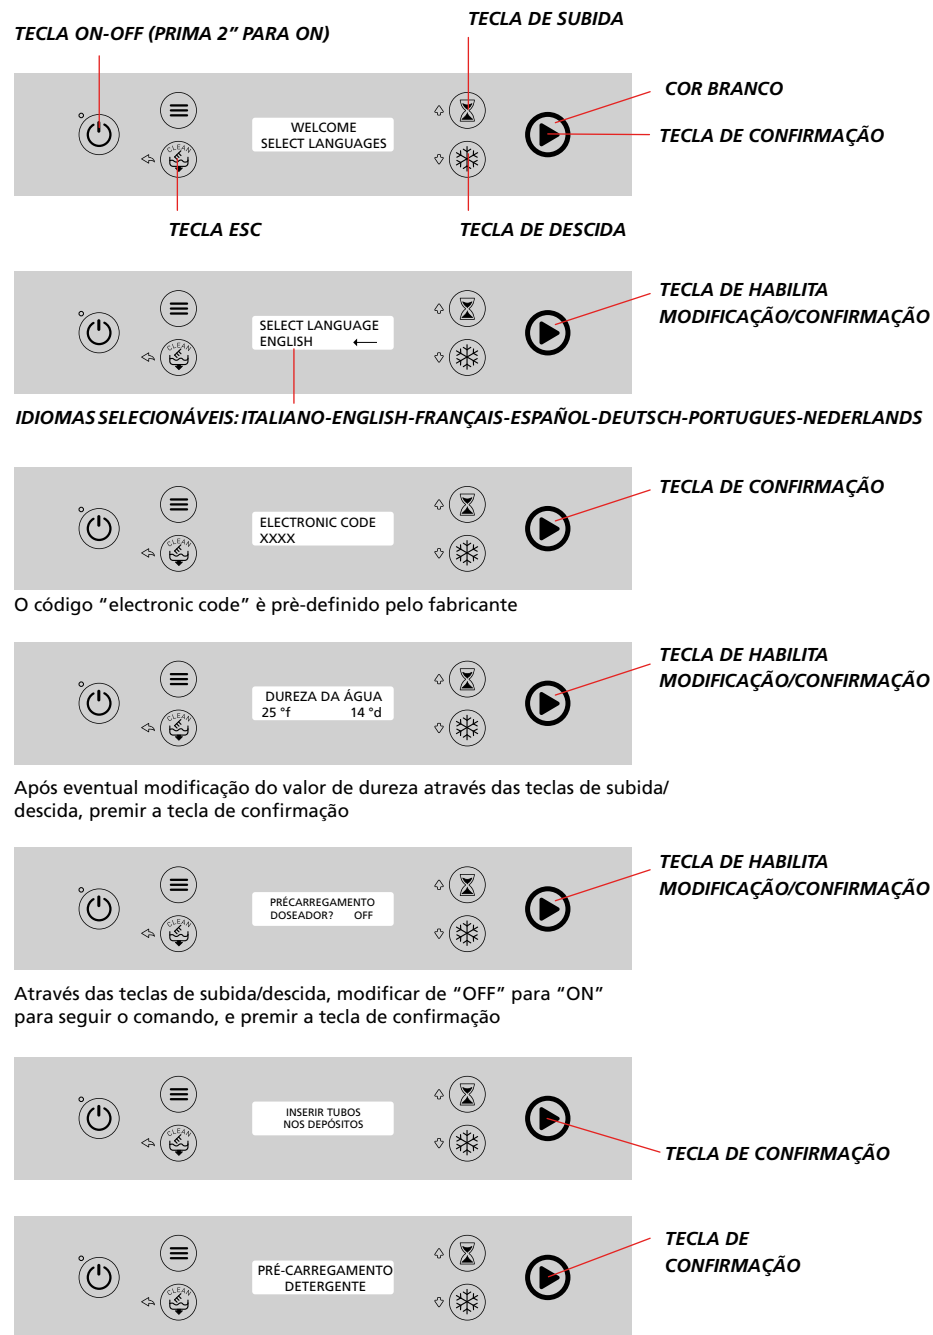 TECLA DE SUBIDA
TECLA ON-OFF (PRIMA 2” PARA ON)
COR BRANCO
WELCOME
SELECT LANGUAGES
TECLA DE CONFIRMAÇÃO
CLEAN
TECLA ESC
TECLA DE DESCIDA
TECLA DE HABILITA
MODIFICAÇÃO/CONFIRMAÇÃO
SELECT LANGUAGE
ENGLISH
CLEAN
IDIOMAS SELECIONÁVEIS: ITALIANO-ENGLISH-FRANÇAIS-ESPAÑOL-DEUTSCH-PORTUGUES-NEDERLANDS
TECLA DE CONFIRMAÇÃO
ELECTRONIC CODE
XXXX
CLEAN
O código “electronic code” è prè-definido pelo fabricante
TECLA DE HABILITA
MODIFICAÇÃO/CONFIRMAÇÃO
DUREZA DA ÁGUA
25 °f 14 °d
CLEAN
Após eventual modificação do valor de dureza através das teclas de subida/
descida, premir a tecla de confirmação
TECLA DE HABILITA
MODIFICAÇÃO/CONFIRMAÇÃO
PRÉCARREGAMENTO
DOSEADOR? OFF
CLEAN
Através das teclas de subida/descida, modificar de “OFF” para “ON”
para seguir o comando, e premir a tecla de confirmação
INSERIR TUBOS
NOS DEPÓSITOS
CLEAN
TECLA DE CONFIRMAÇÃO
TECLA DE
CONFIRMAÇÃO
PRÉ-CARREGAMENTO
DETERGENTE
CLEAN